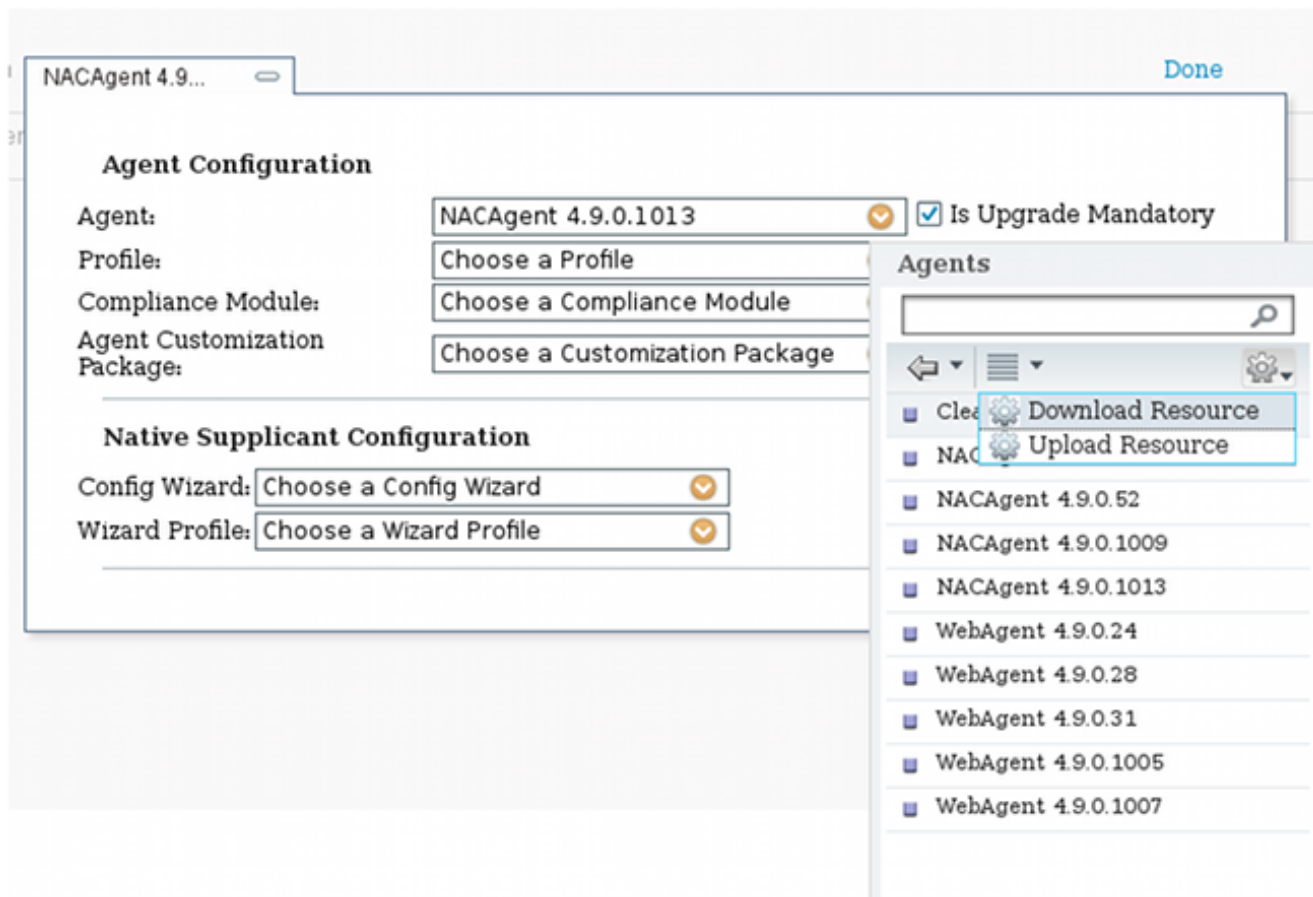 NACAgent 4.9...
Done
Agent Configuration
Agent:
NACAgent 4.9.0.1013
Is Upgrade Mandatory
Profile:
Choose a Profile
Compliance Module:
Choose a Compliance Module
Agent Customization
Package:
Choose a Customization Package
Native Supplicant Configuration
Config Wizard:
Choose a Config Wizard
Wizard Profile:
Choose a Wizard Profile
Agents
Download Resource
Upload Resource
NACAgent 4.9.0.52
NACAgent 4.9.0.1009
NACAgent 4.9.0.1013
WebAgent 4.9.0.24
WebAgent 4.9.0.28
WebAgent 4.9.0.31
WebAgent 4.9.0.1005
WebAgent 4.9.0.1007